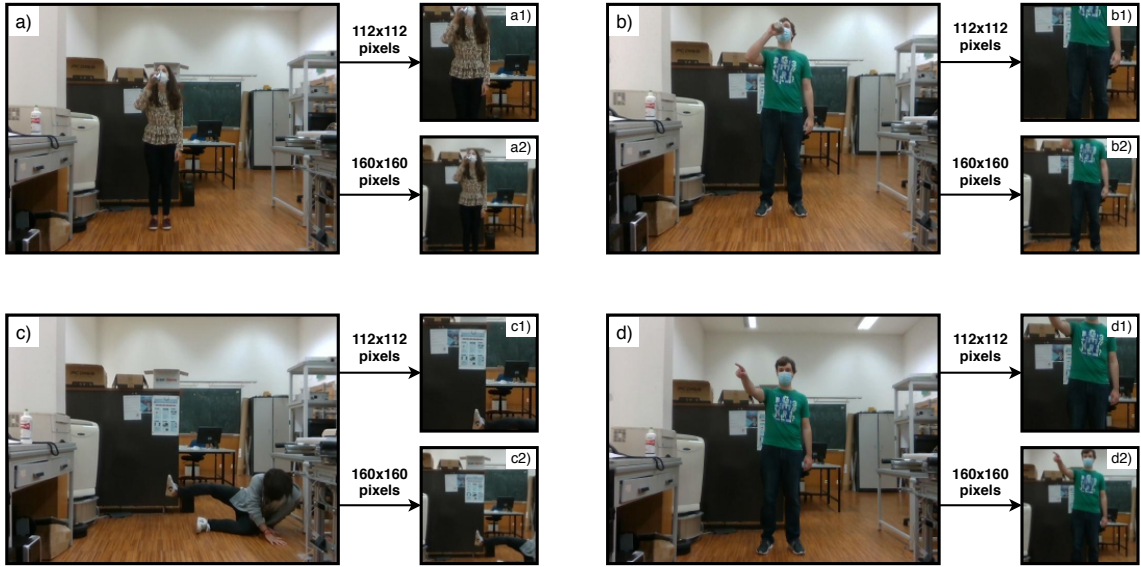 a)
112x112
pixels
a1)
160x160
pixels
a2)
b)
112x112
pixels
b1)
160x160
pixels
b2)
c)
112x112
pixels
c1)
160x160
pixels
c2)
d)
112x112
pixels
d1)
160x160
pixels
d2)